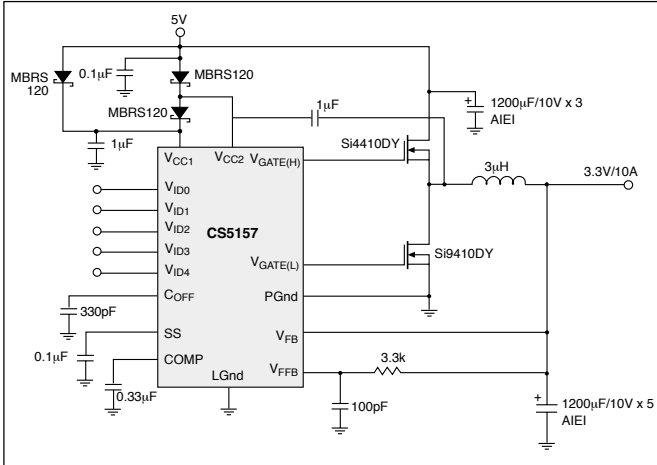 5V
MBRS
120
0.1μF
MBRS120
MBRS120
1μF
1μF
1200μF/10V x 3
AIEI
Si4410DY
VCC1
VCC2
VGATE(H)
3μH
3.3V/10A
VID0
VID1
VID2
VID3
VID4
CS5157
VGATE(L)
Si9410DY
COFF
PGnd
330pF
SS
VFB
0.1μF
COMP
VFFB
3.3k
LGnd
0.33μF
100pF
1200μF/10V x 5
AIEI